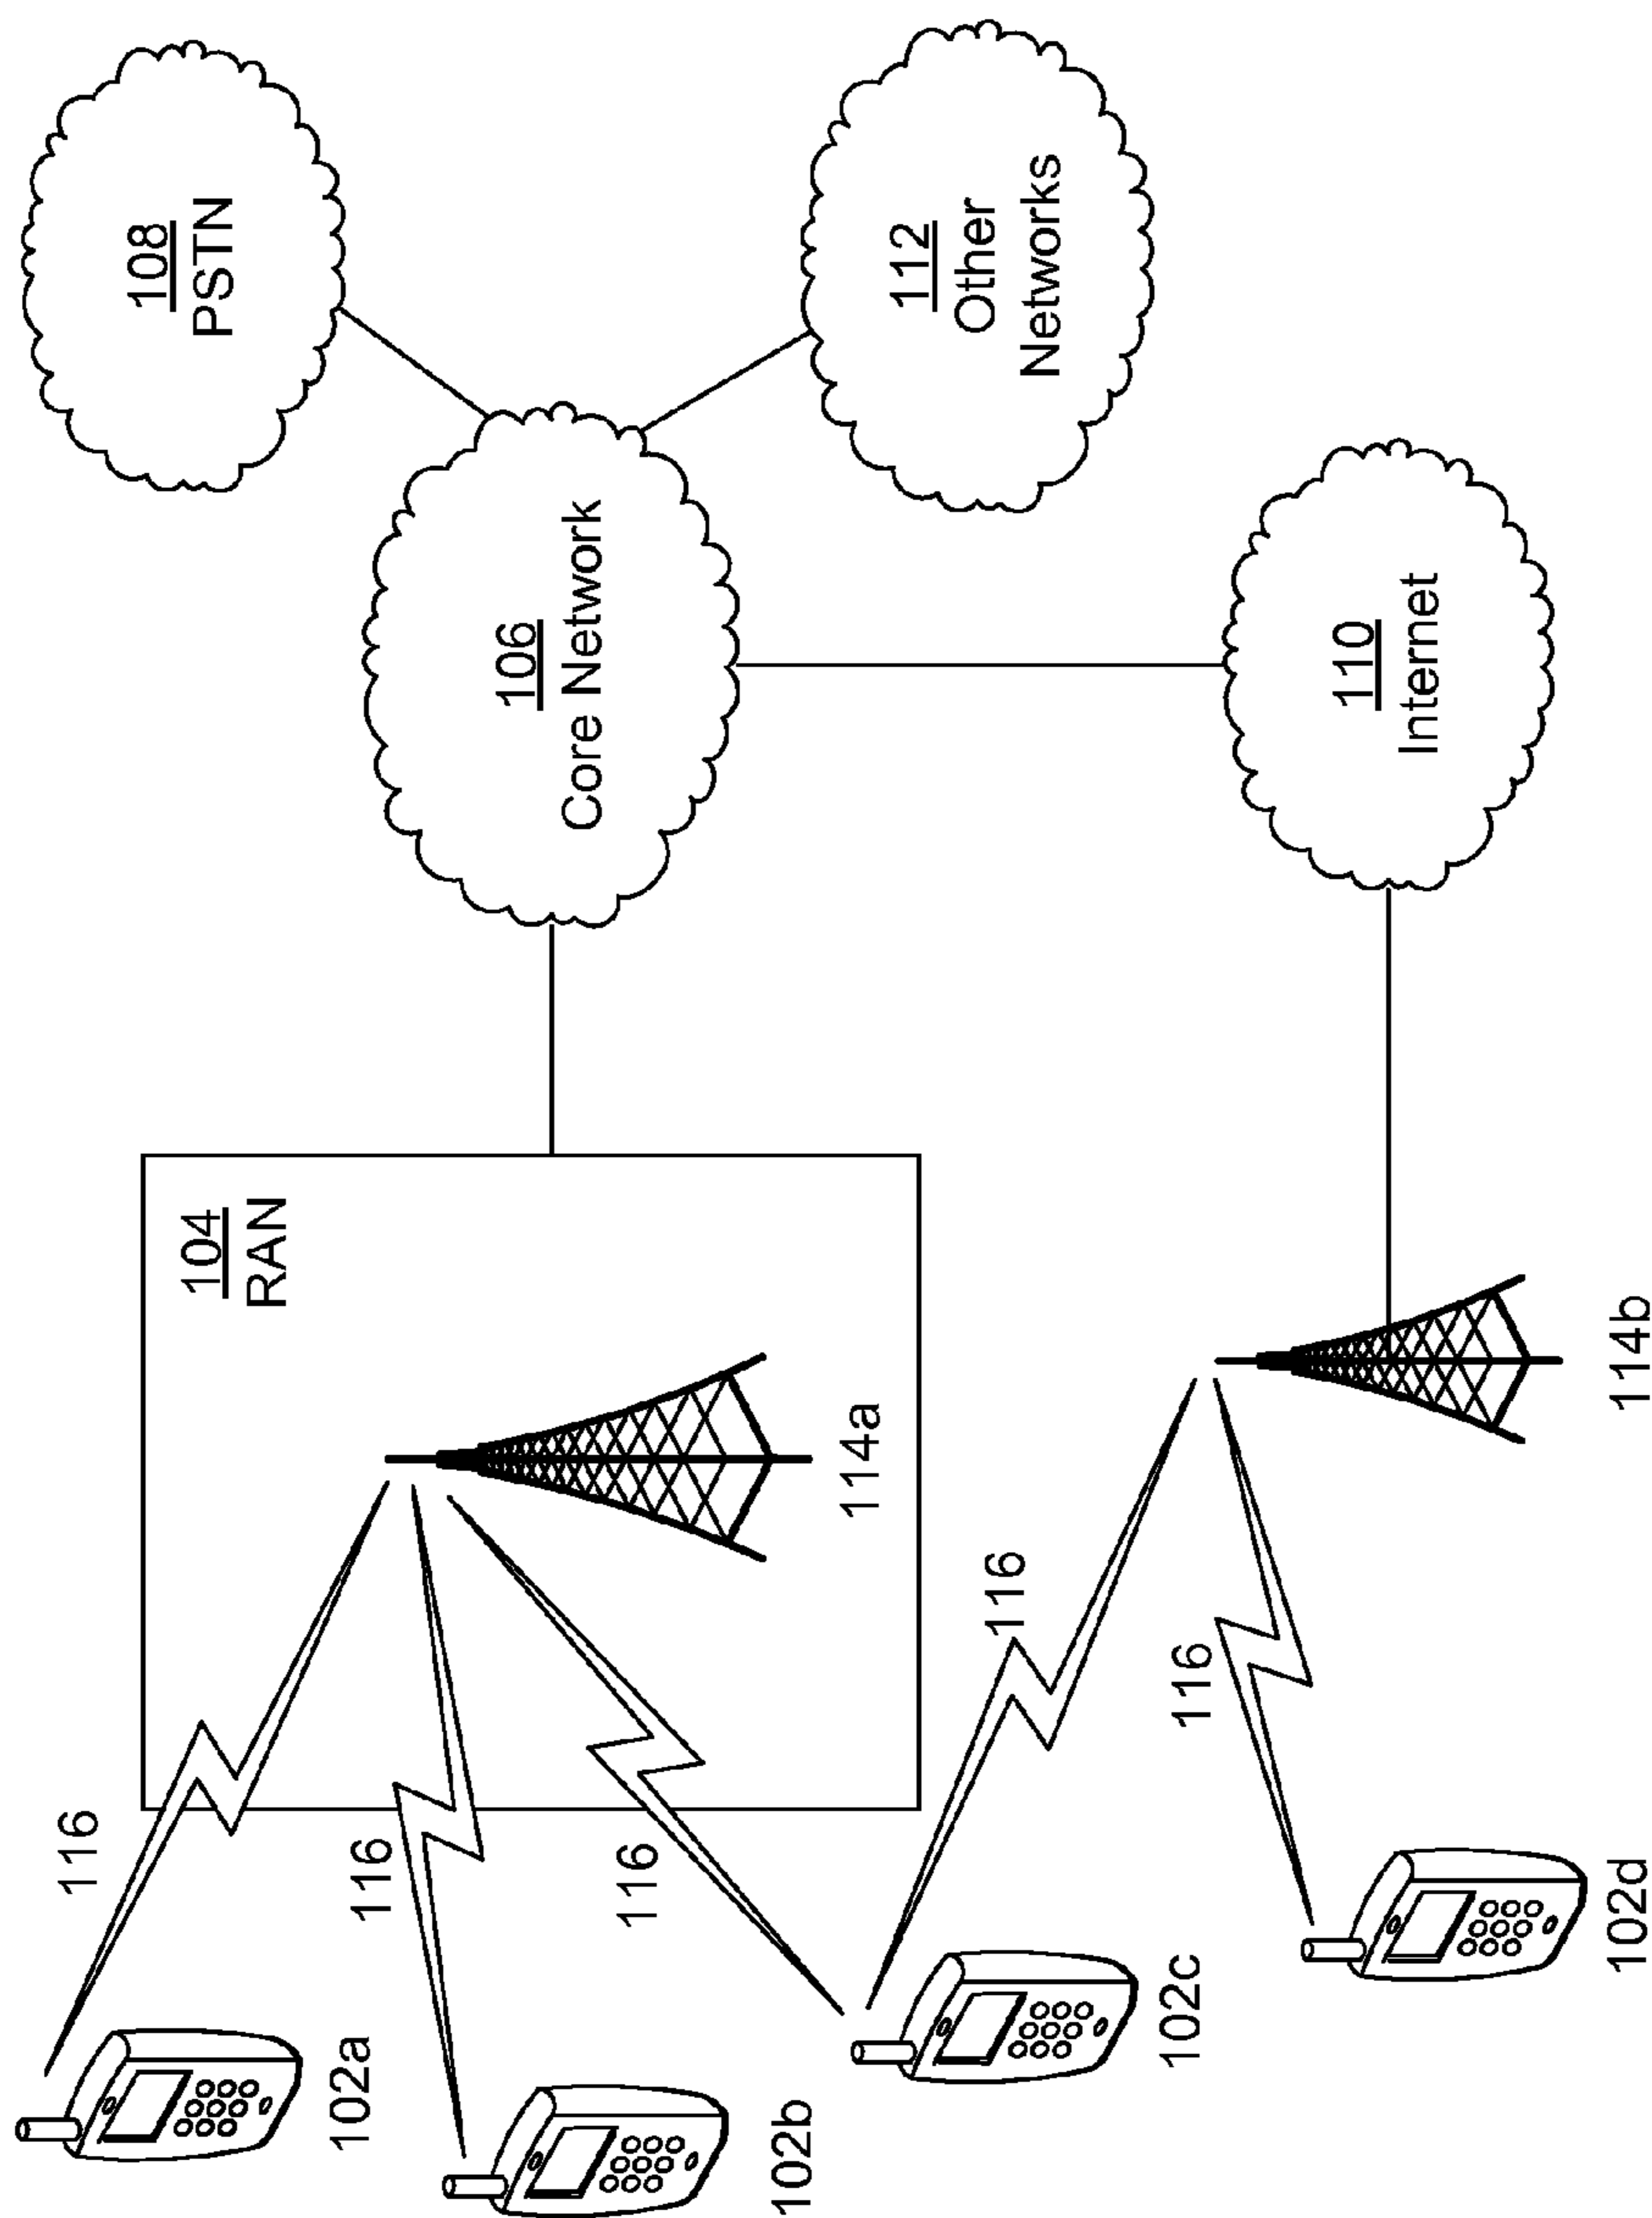 108
PSTN
106
Core Network
112
Other
Networks
110
Internet
104
RAN
114a
114b
116
116
116
116
116
102a
102b
102c
102d